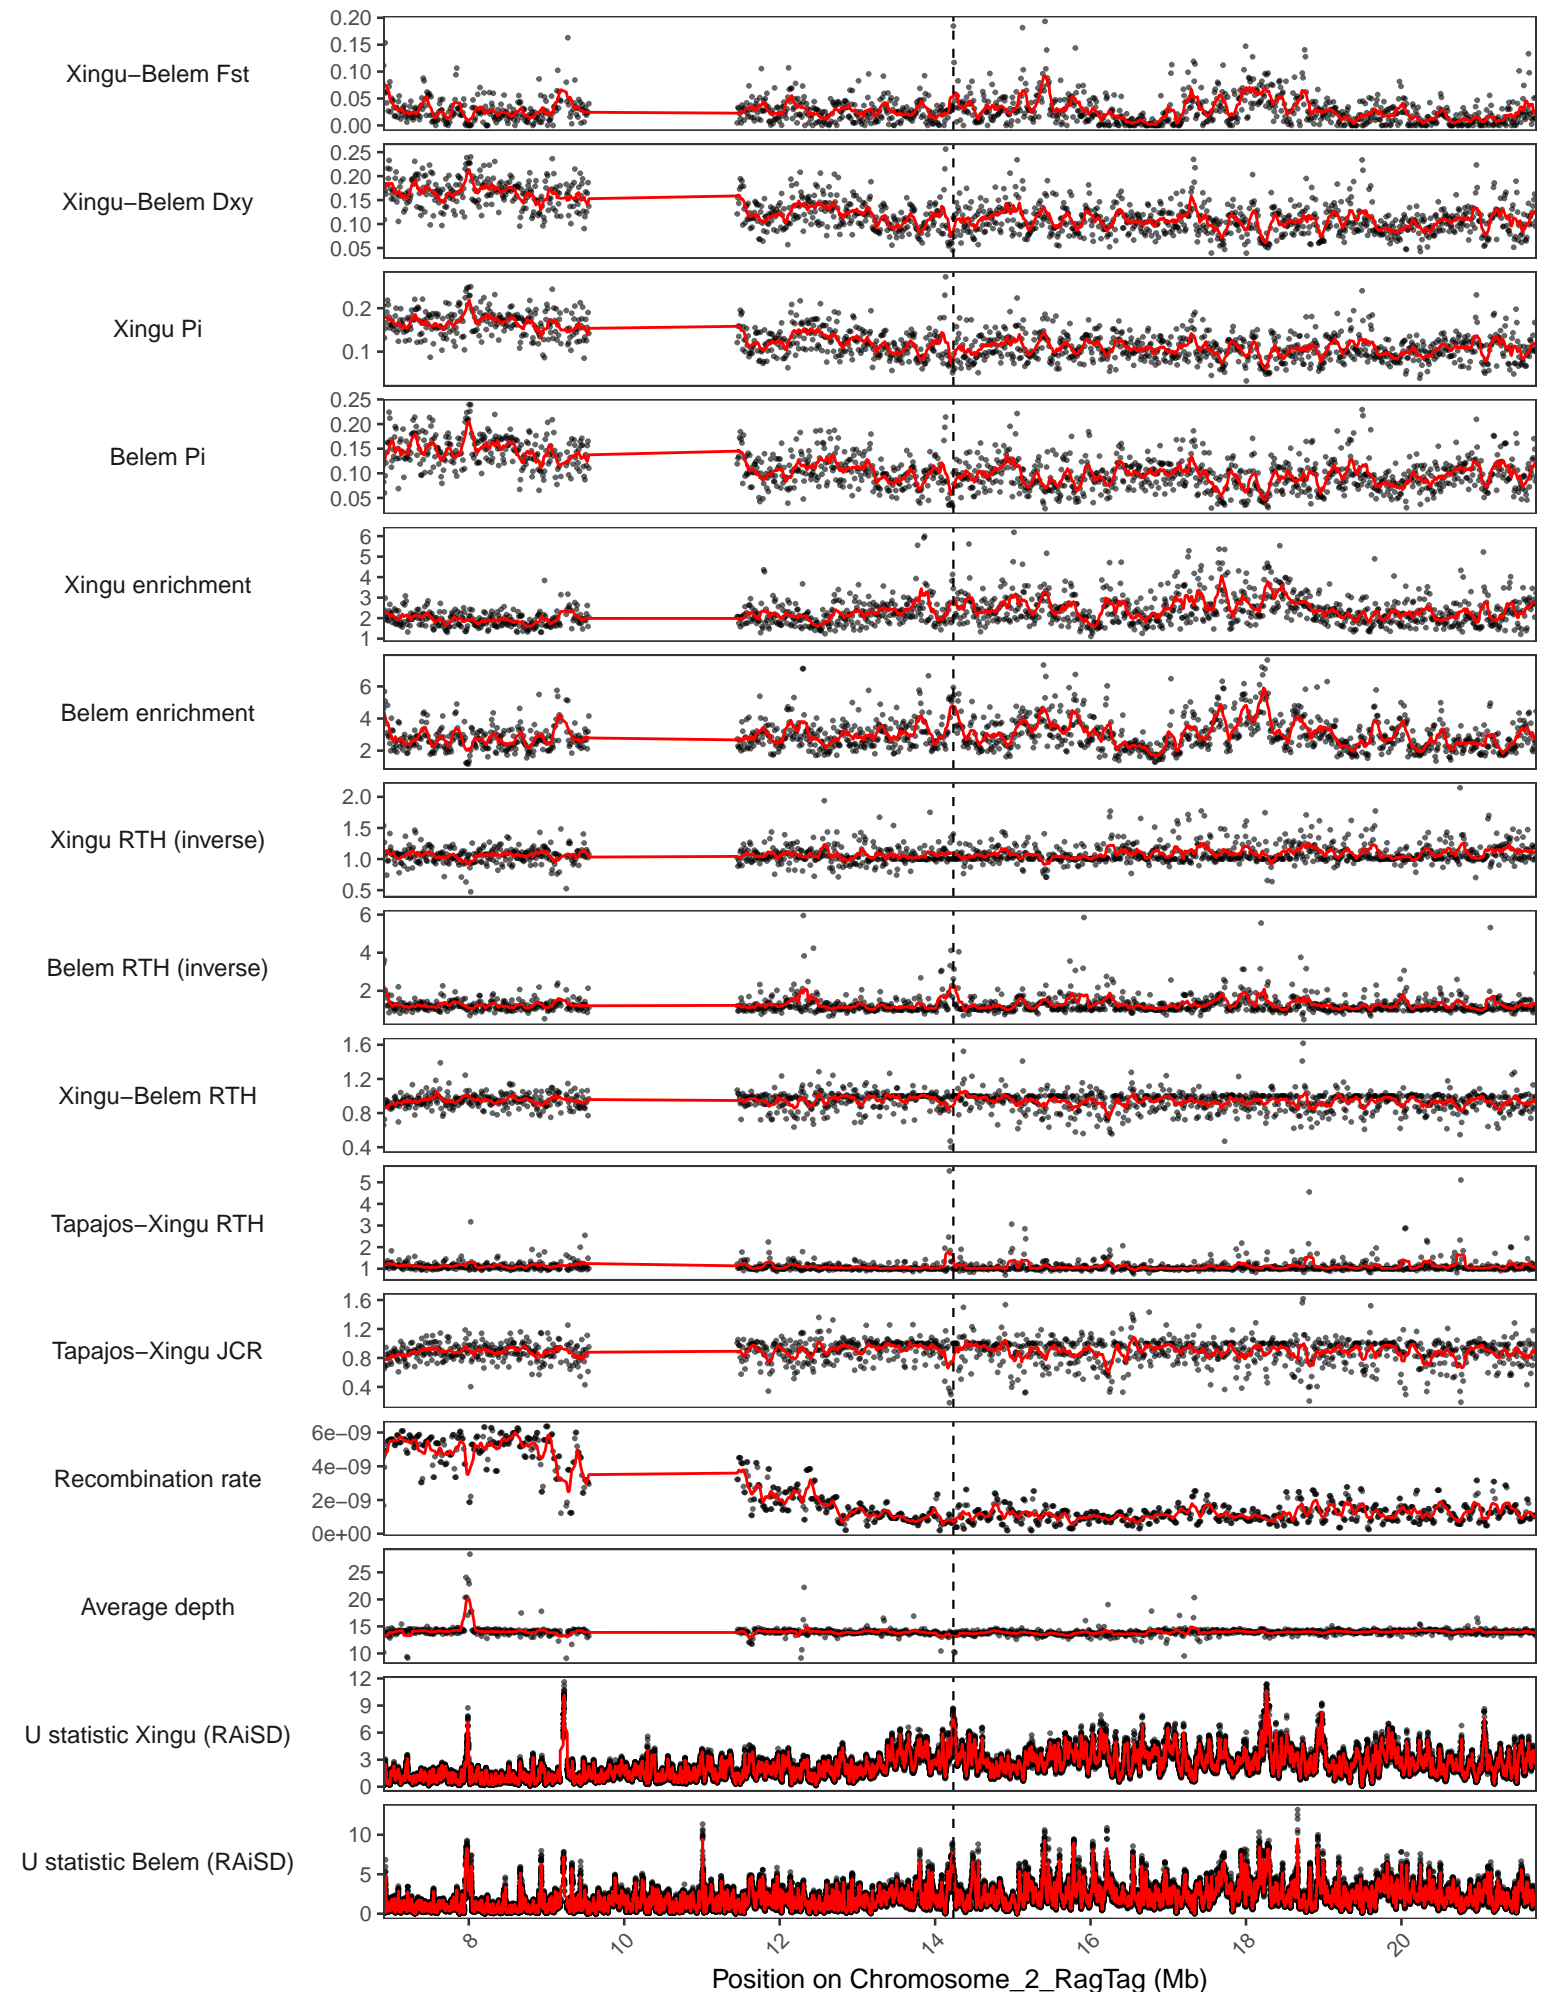 Xingu−Belem Fst
0.20
0.15
0.10
0.05
0.00
Xingu−Belem Dxy
0.25
0.20
0.15
0.10
0.05
Xingu Pi
0.2
0.1
Belem Pi
0.25
0.20
0.15
0.10
0.05
Xingu enrichment
6
5
4
3
2
1
Belem enrichment
6
4
2
Xingu RTH (inverse)
2.0
1.5
1.0
0.5
Belem RTH (inverse)
6
4
2
Xingu−Belem RTH
1.6
1.2
0.8
0.4
Tapajos−Xingu RTH
5
4
3
2
1
Tapajos−Xingu JCR
1.6
1.2
0.8
0.4
Recombination rate
6e−09
4e−09
2e−09
0e+00
Average depth
25
20
15
10
U statistic Xingu (RAiSD)
12
9
6
3
0
U statistic Belem (RAiSD)
10
5
0
8 10 12 14 16 18 20
Position on Chromosome_2_RagTag (Mb)